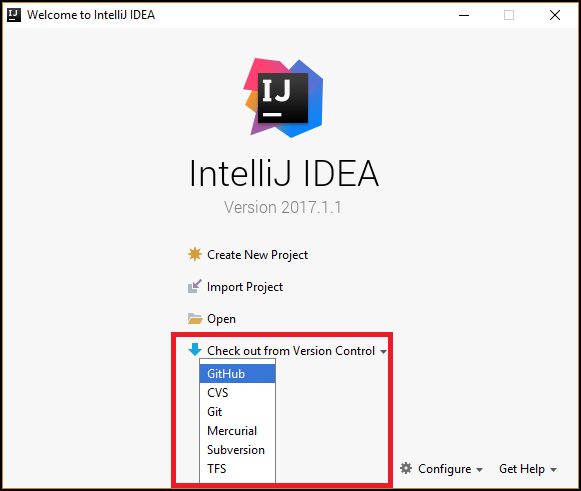 Welcome to IntelliJ IDEA
IJ
IntelliJ IDEA
Version 2017.1.1
Create New Project
Import Project
Open
Check out from Version Control
GitHub
CVS
Git
Mercurial
Subversion
TFS
Configure
Get Help